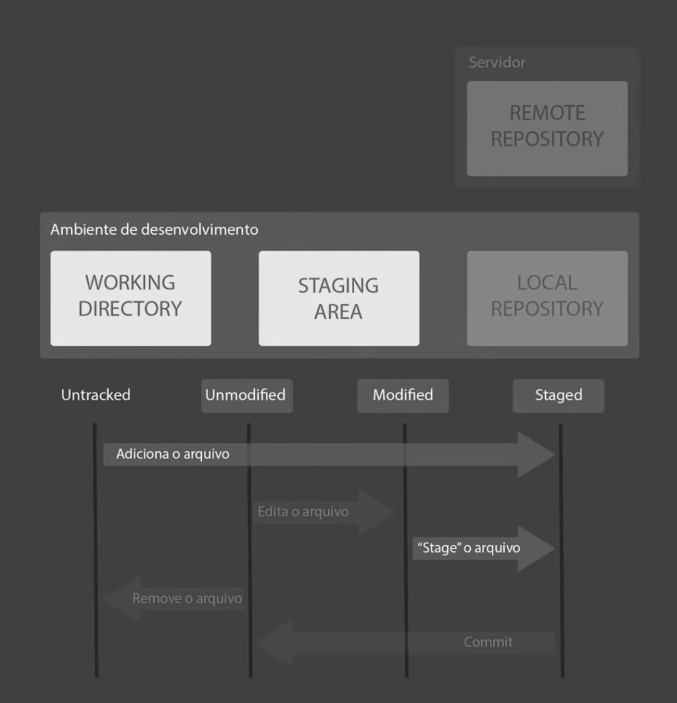 Servidor
REMOTE
REPOSITORY
Ambiente de desenvolvimento
WORKING
DIRECTORY
STAGING
AREA
LOCAL
REPOSITORY
Untracked
Unmodified
Modified
Staged
Adiciona o arquivo
Edita o arquivo
“Stage” o arquivo
Remove o arquivo
Commit